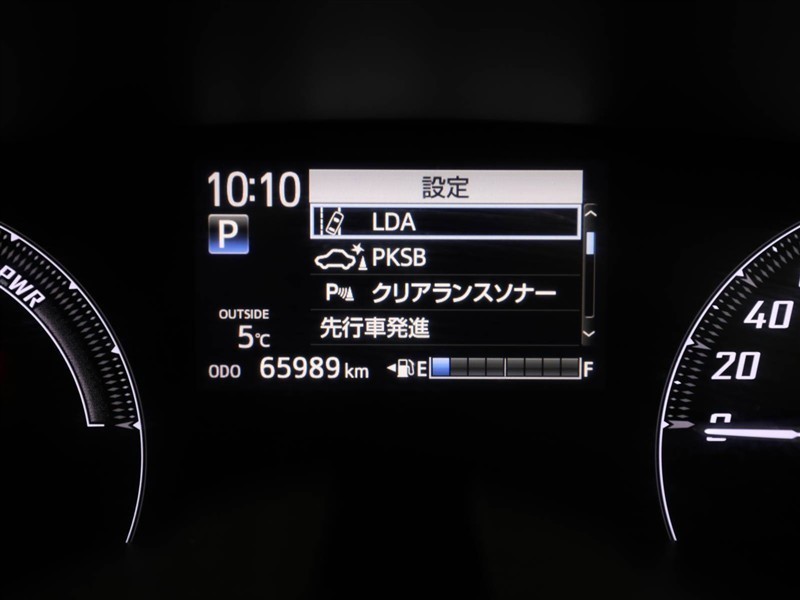 10:10
設定
LDA
P
PKSB
P クリアランスソナー
先行車発進
OUTSIDE
5℃
ODO 65989 km E F
PWR
40
20
0